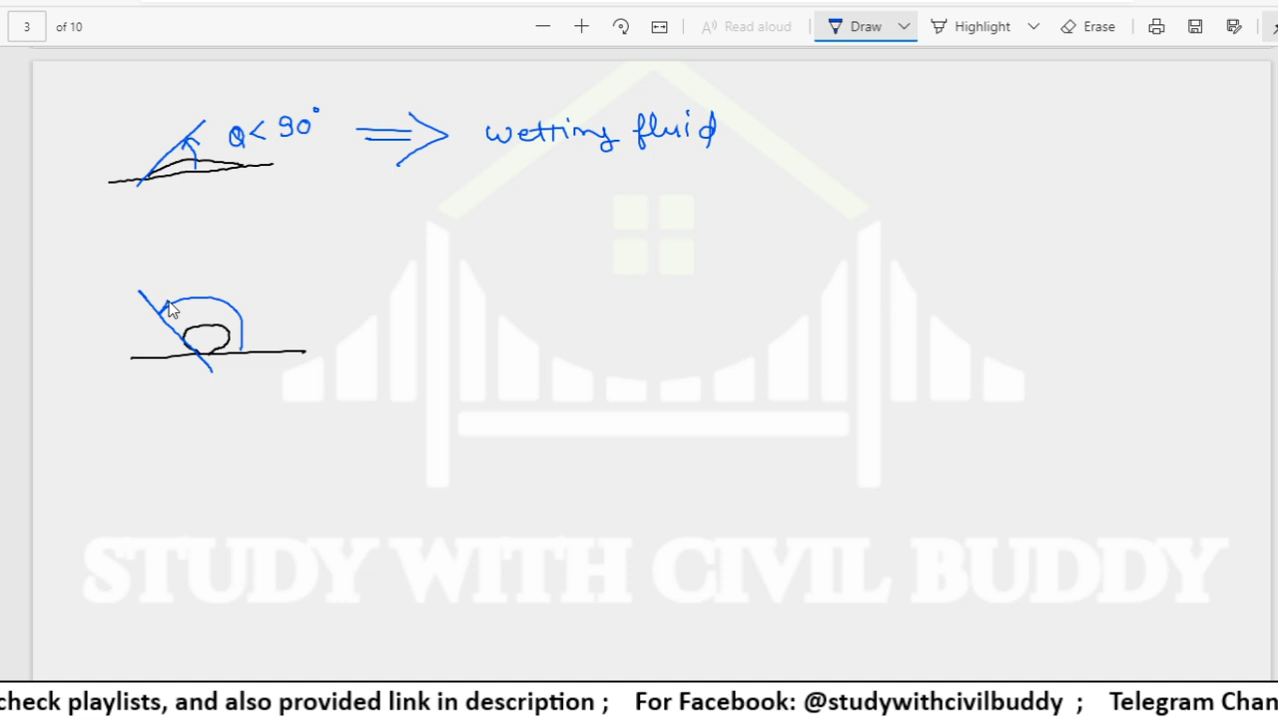 3 of 10 Read aloud Draw Highlight Erase
θ < 90° ⟹ wetting fluid
STUDY WITH CIVIL BUDDY
check playlists, and also provided link in description ; For Facebook: @studywithcivilbuddy ; Telegram Chan